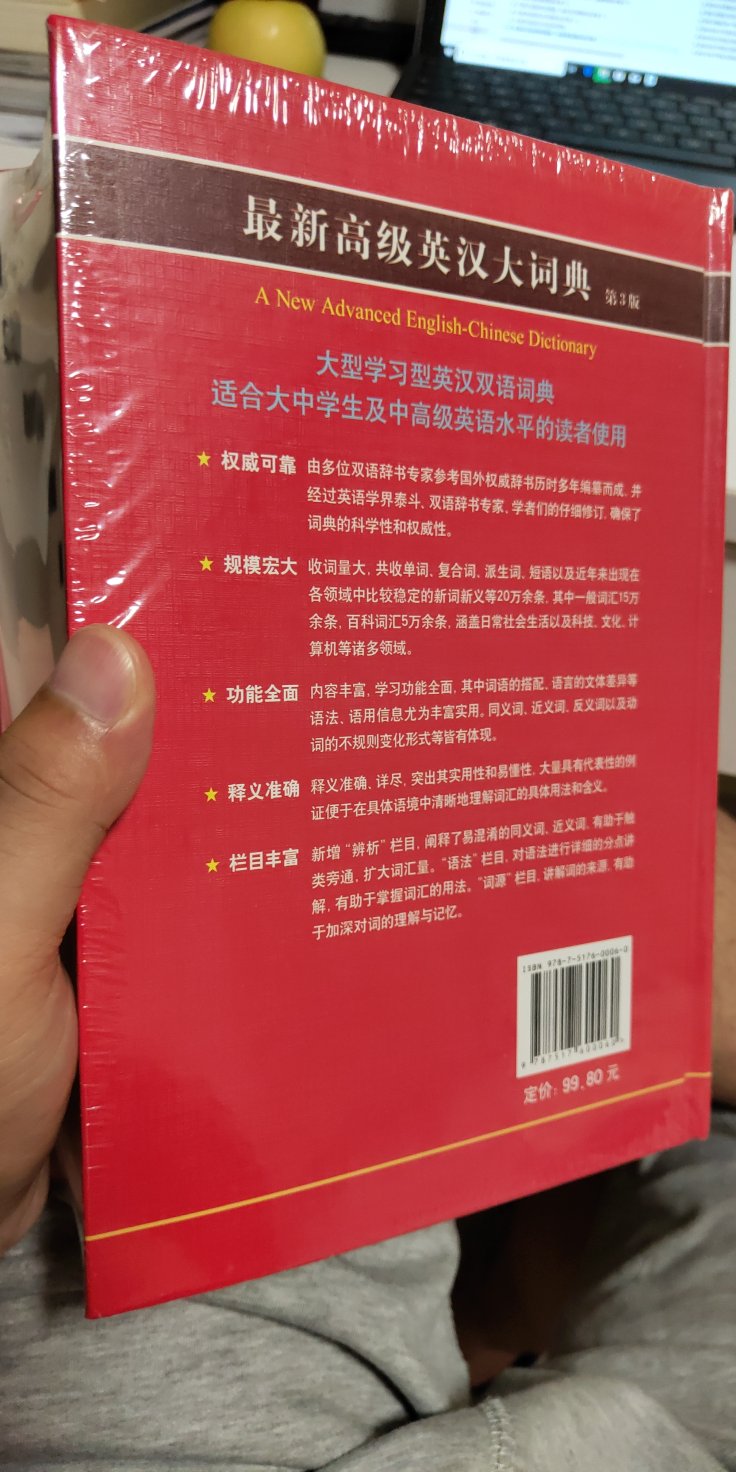 最新高级英汉大词典 第3版
A New Advanced English-Chinese Dictionary
大型学习型英汉双语词典
适合大中学生及中高级英语水平的读者使用
★ 权威可靠 由多位双语辞书专家参考国外权威辞书历时多年编纂而成，并
经过英语学界泰斗、双语辞书专家、学者们的仔细修订，确保了
词典的科学性和权威性。
★ 规模宏大 收词量大，共收单词、复合词、派生词、短语以及近年来出现在
各领域中比较稳定的新词新义等20万余条，其中一般词汇15万
余条，百科词汇5万余条，涵盖日常社会生活以及科技、文化、计
算机等诸多领域。
★ 功能全面 内容丰富，学习功能全面，其中词语的搭配、语言的文体差异等
语法、语用信息尤为丰富实用。同义词、近义词、反义词以及动
词的不规则变化形式等皆有体现。
★ 释义准确 释义准确、详尽，突出其实用性和易懂性，大量具有代表性的例
证便于在具体语境中清晰地理解词汇的具体用法和含义。
★ 栏目丰富 新增“辨析”栏目，阐释了易混淆的同义词、近义词，有助于触
类旁通，扩大词汇量。“语法”栏目，对语法进行详细的分点讲
解，有助于掌握词汇的用法。“词源”栏目，讲解词的来源，有助
于加深对词的理解与记忆。
ISBN 978-7-5176-0006-0
9 787517 600060
定价：99.80 元